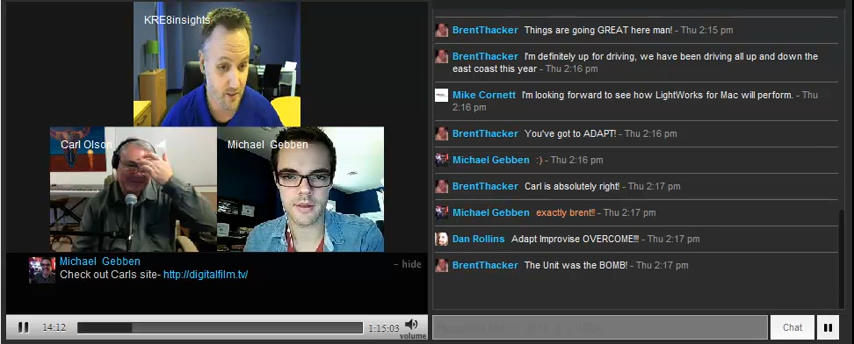 KRE8insights
Carl Olson
Michael Gebben
Michael Gebben
Check out Carls site- http://digitalfilm.tv/
– hide
14:12
1:15:03
volume
BrentThacker Things are going GREAT here man! - Thu 2:15 pm
BrentThacker I'm definitely up for driving, we have been driving all up and down the
east coast this year - Thu 2:16 pm
Mike Cornett I'm looking forward to see how LightWorks for Mac will perform. - Thu
2:16 pm
BrentThacker You've got to ADAPT! - Thu 2:16 pm
Michael Gebben :) - Thu 2:16 pm
BrentThacker Carl is absolutely right! - Thu 2:17 pm
Michael Gebben exactly brent!! - Thu 2:17 pm
Dan Rollins Adapt Improvise OVERCOME!!! - Thu 2:17 pm
BrentThacker The Unit was the BOMB! - Thu 2:17 pm
Chat